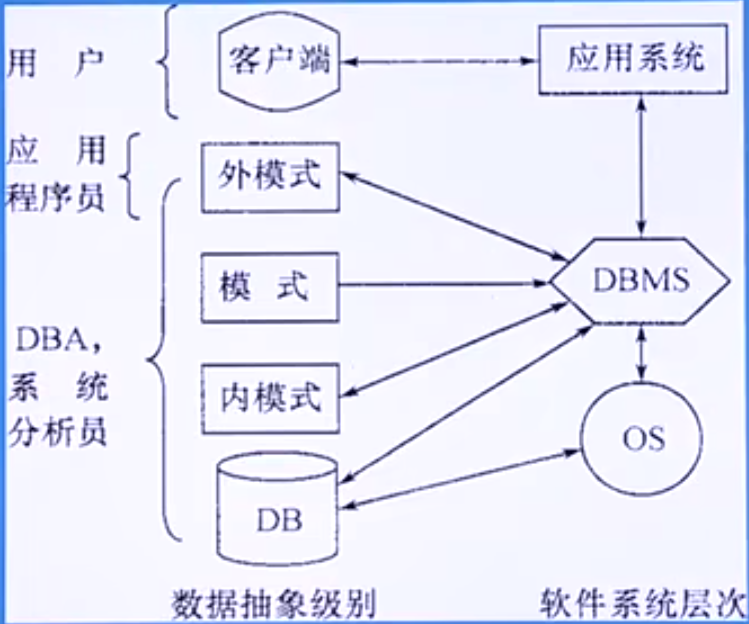 用 户
客户端
应用系统
应 用
程序员
外模式
模 式
DBMS
DBA,
系 统
分析员
内模式
OS
DB
数据抽象级别
软件系统层次